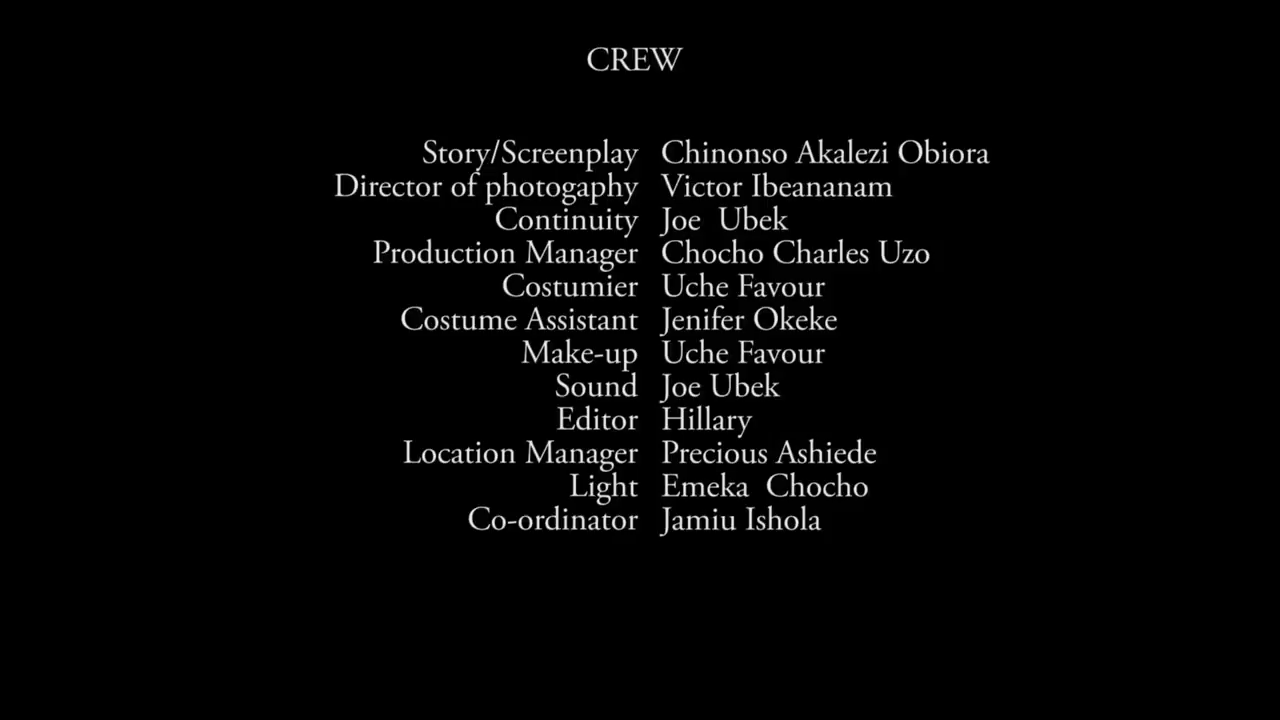 CREW
Story/Screenplay Chinonso Akalezi Obiora
Director of photogaphy Victor Ibeananam
Continuity Joe Ubek
Production Manager Chocho Charles Uzo
Costumier Uche Favour
Costume Assistant Jenifer Okeke
Make-up Uche Favour
Sound Joe Ubek
Editor Hillary
Location Manager Precious Ashiede
Light Emeka Chocho
Co-ordinator Jamiu Ishola